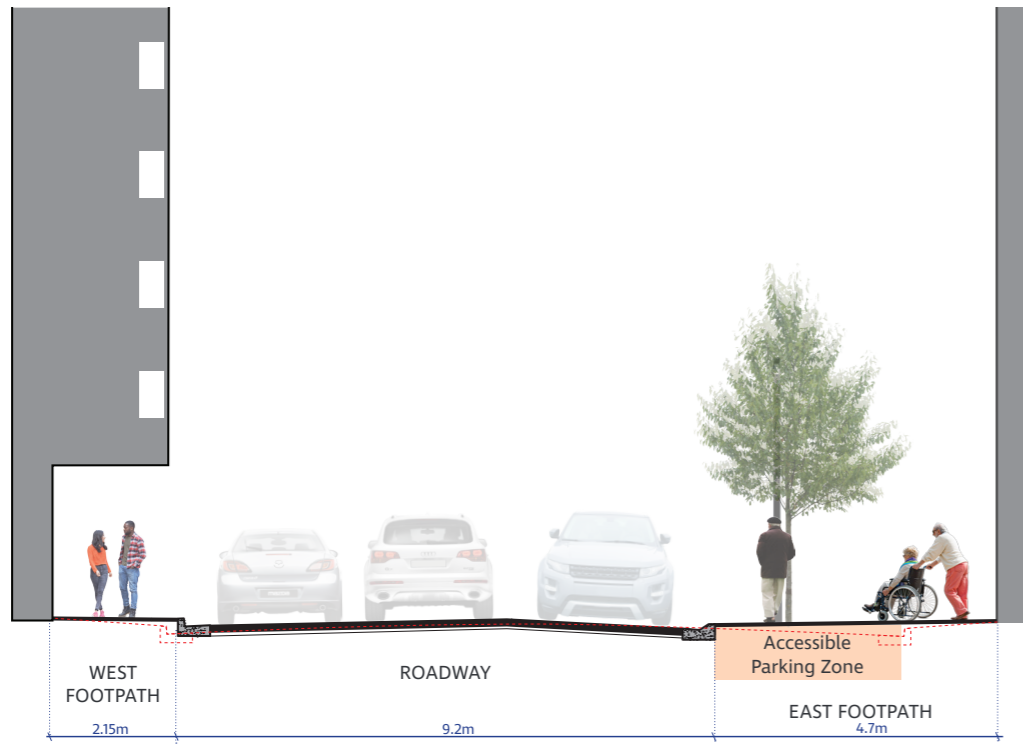 Accessible
Parking Zone
WEST
FOOTPATH
ROADWAY
EAST FOOTPATH
2.15m
9.2m
4.7m